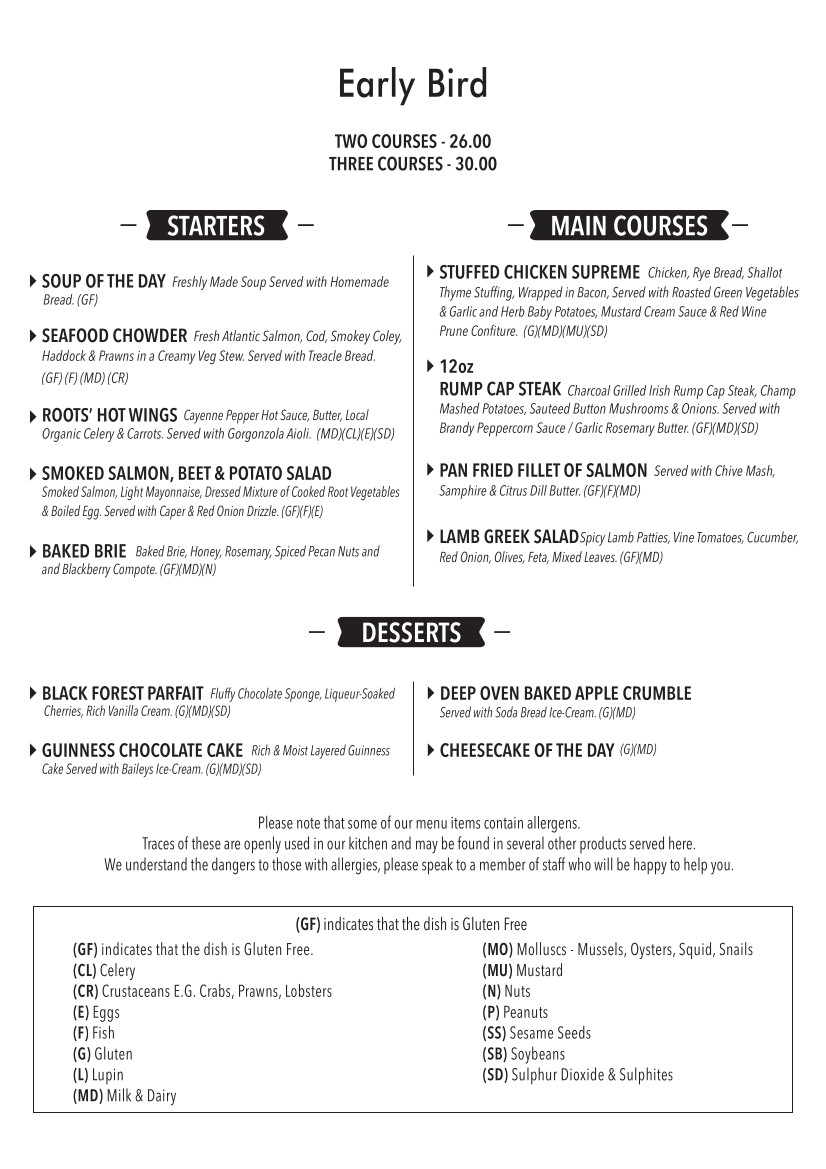 Early Bird
TWO COURSES - 26.00
THREE COURSES - 30.00
STARTERS
SOUP OF THE DAY Freshly Made Soup Served with Homemade
Bread. (GF)
SEAFOOD CHOWDER Fresh Atlantic Salmon, Cod, Smokey Coley,
Haddock & Prawns in a Creamy Veg Stew. Served with Treacle Bread.
(GF) (F) (MD) (CR)
ROOTS’ HOT WINGS Cayenne Pepper Hot Sauce, Butter, Local
Organic Celery & Carrots. Served with Gorgonzola Aioli. (MD)(CL)(E)(SD)
SMOKED SALMON, BEET & POTATO SALAD
Smoked Salmon, Light Mayonnaise, Dressed Mixture of Cooked Root Vegetables
& Boiled Egg. Served with Caper & Red Onion Drizzle. (GF)(F)(E)
BAKED BRIE Baked Brie, Honey, Rosemary, Spiced Pecan Nuts and
and Blackberry Compote. (GF)(MD)(N)
MAIN COURSES
STUFFED CHICKEN SUPREME Chicken, Rye Bread, Shallot
Thyme Stuffing, Wrapped in Bacon, Served with Roasted Green Vegetables
& Garlic and Herb Baby Potatoes, Mustard Cream Sauce & Red Wine
Prune Confiture. (G)(MD)(MU)(SD)
12oz
RUMP CAP STEAK Charcoal Grilled Irish Rump Cap Steak, Champ
Mashed Potatoes, Sauteed Button Mushrooms & Onions. Served with
Brandy Peppercorn Sauce / Garlic Rosemary Butter. (GF)(MD)(SD)
PAN FRIED FILLET OF SALMON Served with Chive Mash,
Samphire & Citrus Dill Butter. (GF)(F)(MD)
LAMB GREEK SALAD Spicy Lamb Patties, Vine Tomatoes, Cucumber,
Red Onion, Olives, Feta, Mixed Leaves. (GF)(MD)
DESSERTS
BLACK FOREST PARFAIT Fluffy Chocolate Sponge, Liqueur-Soaked
Cherries, Rich Vanilla Cream. (G)(MD)(SD)
GUINNESS CHOCOLATE CAKE Rich & Moist Layered Guinness
Cake Served with Baileys Ice-Cream. (G)(MD)(SD)
DEEP OVEN BAKED APPLE CRUMBLE
Served with Soda Bread Ice-Cream. (G)(MD)
CHEESECAKE OF THE DAY (G)(MD)
Please note that some of our menu items contain allergens.
Traces of these are openly used in our kitchen and may be found in several other products served here.
We understand the dangers to those with allergies, please speak to a member of staff who will be happy to help you.
(GF) indicates that the dish is Gluten Free
(GF) indicates that the dish is Gluten Free.
(CL) Celery
(CR) Crustaceans E.G. Crabs, Prawns, Lobsters
(E) Eggs
(F) Fish
(G) Gluten
(L) Lupin
(MD) Milk & Dairy
(MO) Molluscs - Mussels, Oysters, Squid, Snails
(MU) Mustard
(N) Nuts
(P) Peanuts
(SS) Sesame Seeds
(SB) Soybeans
(SD) Sulphur Dioxide & Sulphites